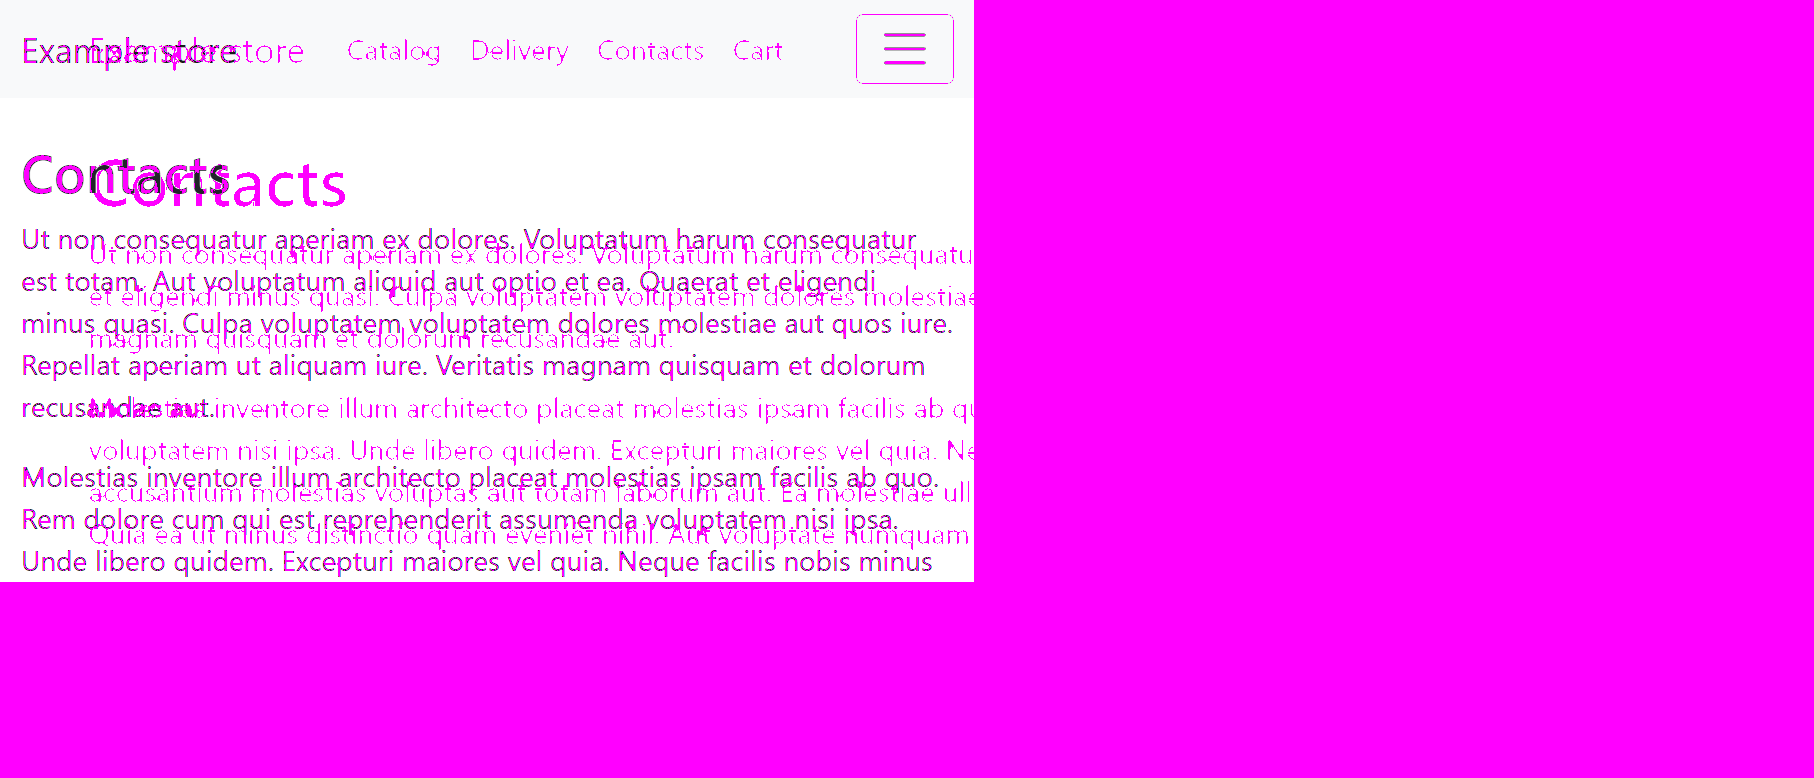 Example store
Example store Catalog Delivery Contacts Cart
Contacts
Contacts
Ut non consequatur aperiam ex dolores. Voluptatum harum consequatur
Ut non consequatur aperiam ex dolores. Voluptatum harum consequatu
est totam. Aut voluptatum aliquid aut optio et ea. Quaerat et eligendi
et eligendi minus quasi. Culpa voluptatem voluptatem dolores molestiae
minus quasi. Culpa voluptatem voluptatem dolores molestiae aut quos iure.
magnam quisquam et dolorum recusandae aut.
Repellat aperiam ut aliquam iure. Veritatis magnam quisquam et dolorum
recusandae aut.
Molestias inventore illum architecto placeat molestias ipsam facilis ab qu
voluptatem nisi ipsa. Unde libero quidem. Excepturi maiores vel quia. Ne
Molestias inventore illum architecto placeat molestias ipsam facilis ab quo.
accusantium molestias voluptas aut totam laborum aut. Ea molestiae ull
Rem dolore cum qui est reprehenderit assumenda voluptatem nisi ipsa.
Quia ea ut minus distinctio quam eveniet nihil. Aut voluptate numquam
Unde libero quidem. Excepturi maiores vel quia. Neque facilis nobis minus